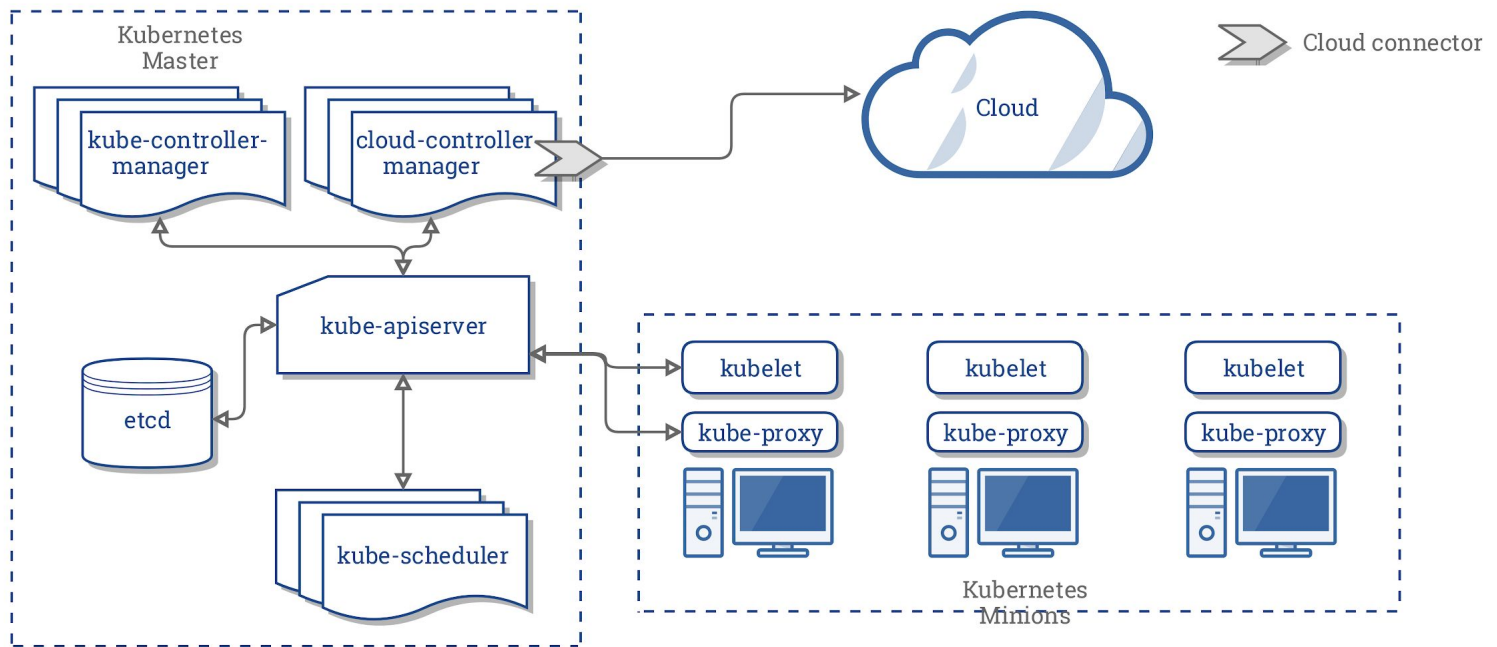 Kubernetes
Master
Cloud connector
kube-controller-
manager
cloud-controller
manager
Cloud
kube-apiserver
etcd
kube-scheduler
kubelet
kubelet
kubelet
kube-proxy
kube-proxy
kube-proxy
Kubernetes
Minions